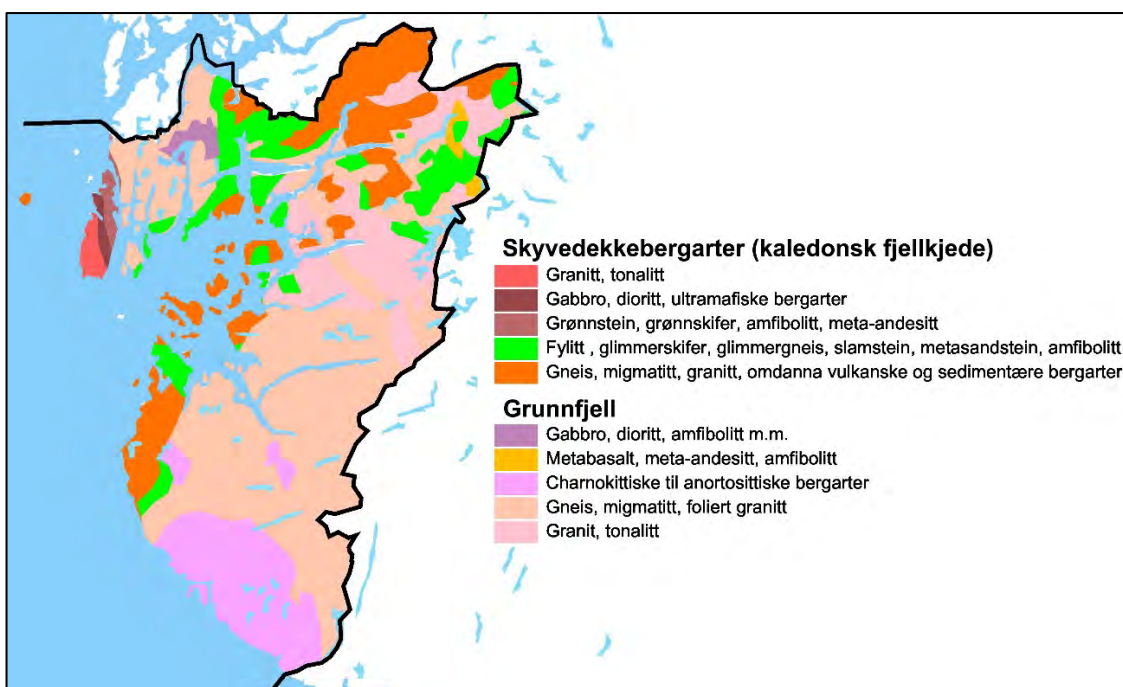 Skyvedekkebergarter (kaledonsk fjellkjede)
Granitt, tonalitt
Gabbro, dioritt, ultramafiske bergarter
Grønnstein, grønnskifer, amfibolitt, meta-andesitt
Fylitt , glimmerskifer, glimmergneis, slamstein, metasandstein, amfibolitt
Gneis, migmatitt, granitt, omdanna vulkanske og sedimentære bergarter
Grunnfjell
Gabbro, dioritt, amfibolitt m.m.
Metabasalt, meta-andesitt, amfibolitt
Charnokittiske til anortosittiske bergarter
Gneis, migmatitt, foliert granitt
Granit, tonalitt